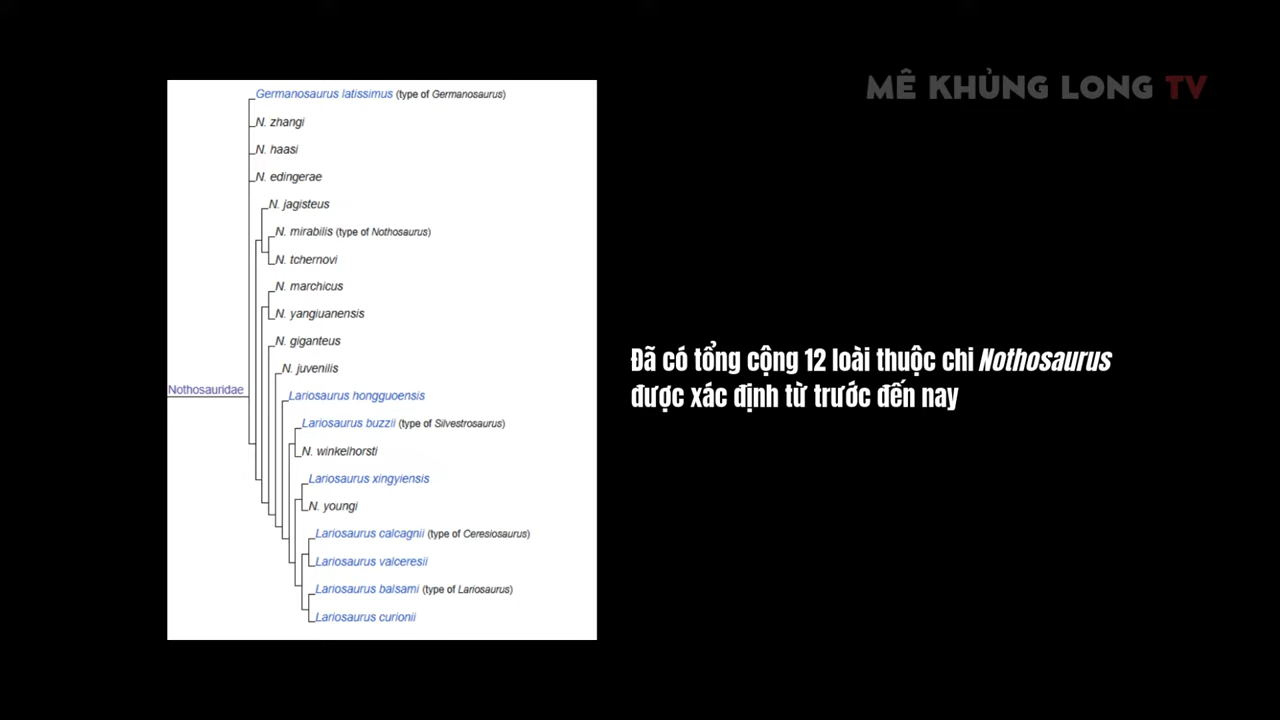 MÊ KHỦNG LONG TV
Germanosaurus latissimus (type of Germanosaurus)
N. zhangi
N. haasi
N. edingerae
N. jagisteus
N. mirabilis (type of Nothosaurus)
N. tchernovi
N. marchicus
N. yangiuanensis
N. giganteus
N. juvenilis
Nothosauridae
Lariosaurus hongguoensis
Lariosaurus buzzii (type of Silvestrosaurus)
N. winkelhorsti
Lariosaurus xingyiensis
N. youngi
Lariosaurus calcagnii (type of Ceresiosaurus)
Lariosaurus valceresii
Lariosaurus balsami (type of Lariosaurus)
Lariosaurus curionii
Đã có tổng cộng 12 loài thuộc chi Nothosaurus
được xác định từ trước đến nay